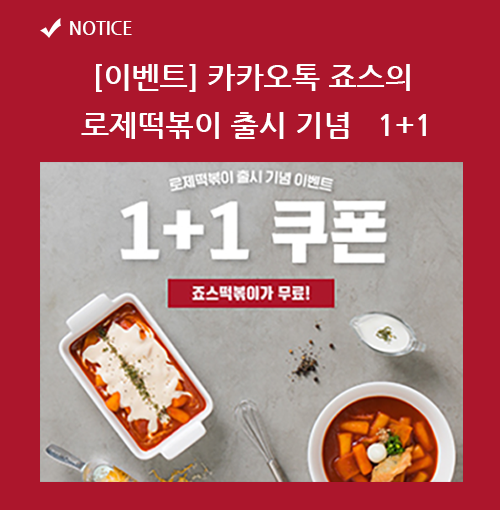 NOTICE
[이벤트] 카카오톡 죠스의
로제떡볶이 출시 기념 1+1
로제떡볶이 출시 기념 이벤트
1+1 쿠폰
죠스떡볶이가 무료!